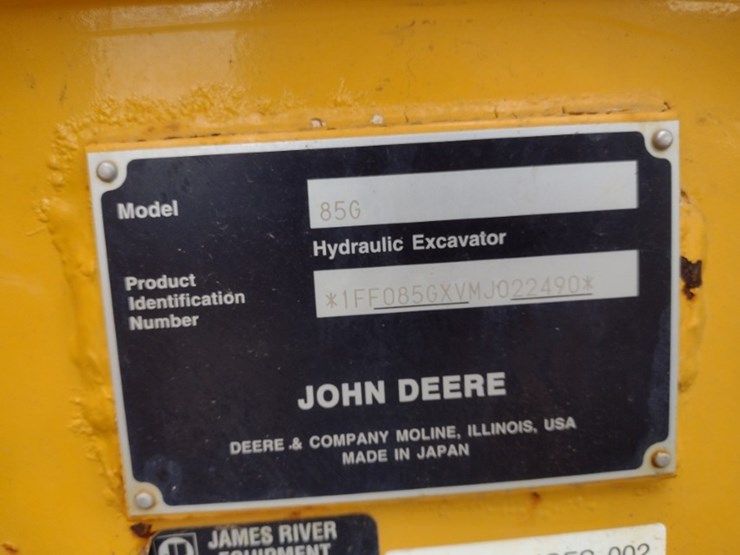 Model
85G
Hydraulic Excavator
Product
Identification
Number
*1FF085GXVMJ022490*
JOHN DEERE
DEERE & COMPANY MOLINE, ILLINOIS, USA
MADE IN JAPAN
JAMES RIVER
EQUIPMENT